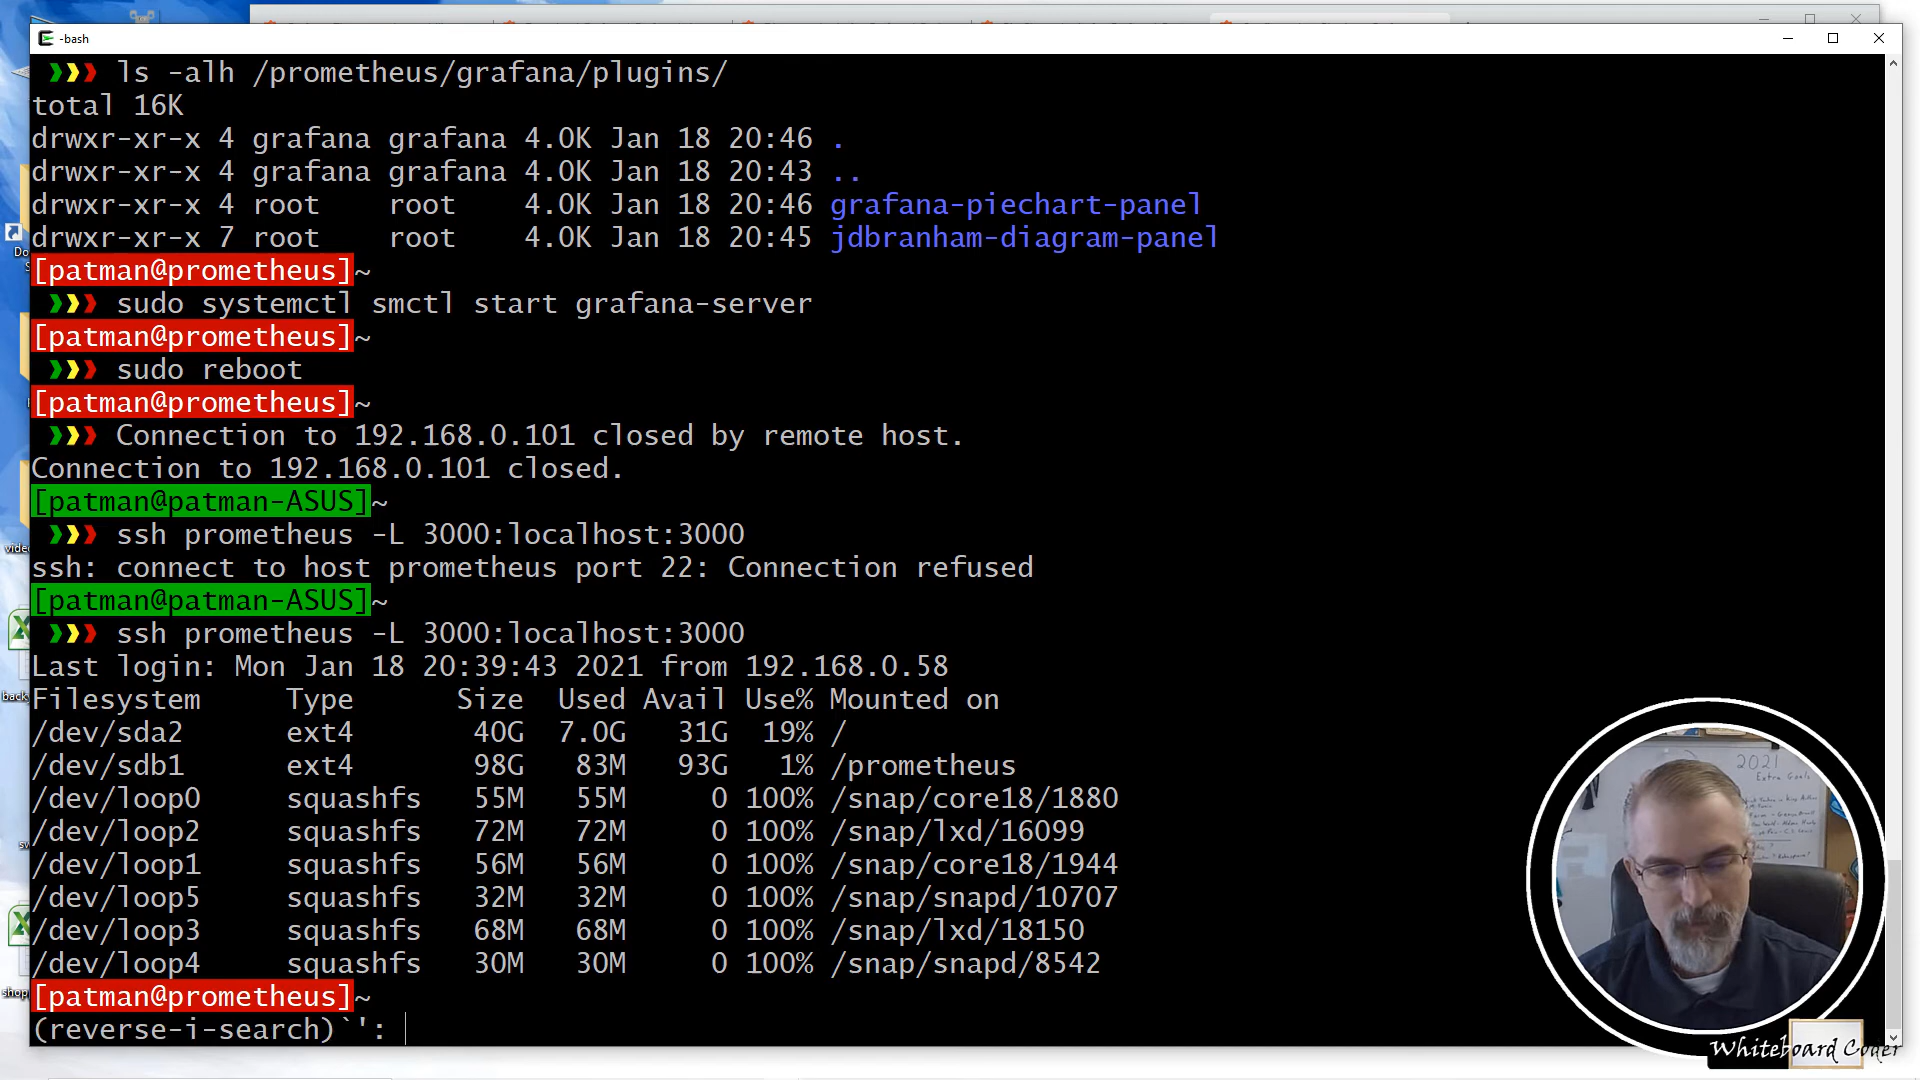 -bash
ls -alh /prometheus/grafana/plugins/
total 16K
drwxr-xr-x 4 grafana grafana 4.0K Jan 18 20:46 .
drwxr-xr-x 4 grafana grafana 4.0K Jan 18 20:43 ..
drwxr-xr-x 4 root    root    4.0K Jan 18 20:46 grafana-piechart-panel
drwxr-xr-x 7 root    root    4.0K Jan 18 20:45 jdbranham-diagram-panel
[patman@prometheus]~
sudo systemctl smctl start grafana-server
[patman@prometheus]~
sudo reboot
[patman@prometheus]~
Connection to 192.168.0.101 closed by remote host.
Connection to 192.168.0.101 closed.
[patman@patman-ASUS]~
ssh prometheus -L 3000:localhost:3000
ssh: connect to host prometheus port 22: Connection refused
[patman@patman-ASUS]~
ssh prometheus -L 3000:localhost:3000
Last login: Mon Jan 18 20:39:43 2021 from 192.168.0.58
Filesystem     Type      Size  Used Avail Use% Mounted on
/dev/sda2      ext4       40G  7.0G   31G  19% /
/dev/sdb1      ext4       98G   83M   93G   1% /prometheus
/dev/loop0     squashfs   55M   55M     0 100% /snap/core18/1880
/dev/loop2     squashfs   72M   72M     0 100% /snap/lxd/16099
/dev/loop1     squashfs   56M   56M     0 100% /snap/core18/1944
/dev/loop5     squashfs   32M   32M     0 100% /snap/snapd/10707
/dev/loop3     squashfs   68M   68M     0 100% /snap/lxd/18150
/dev/loop4     squashfs   30M   30M     0 100% /snap/snapd/8542
[patman@prometheus]~
(reverse-i-search)`':
2021
Extra Goals
Whiteboard Coder